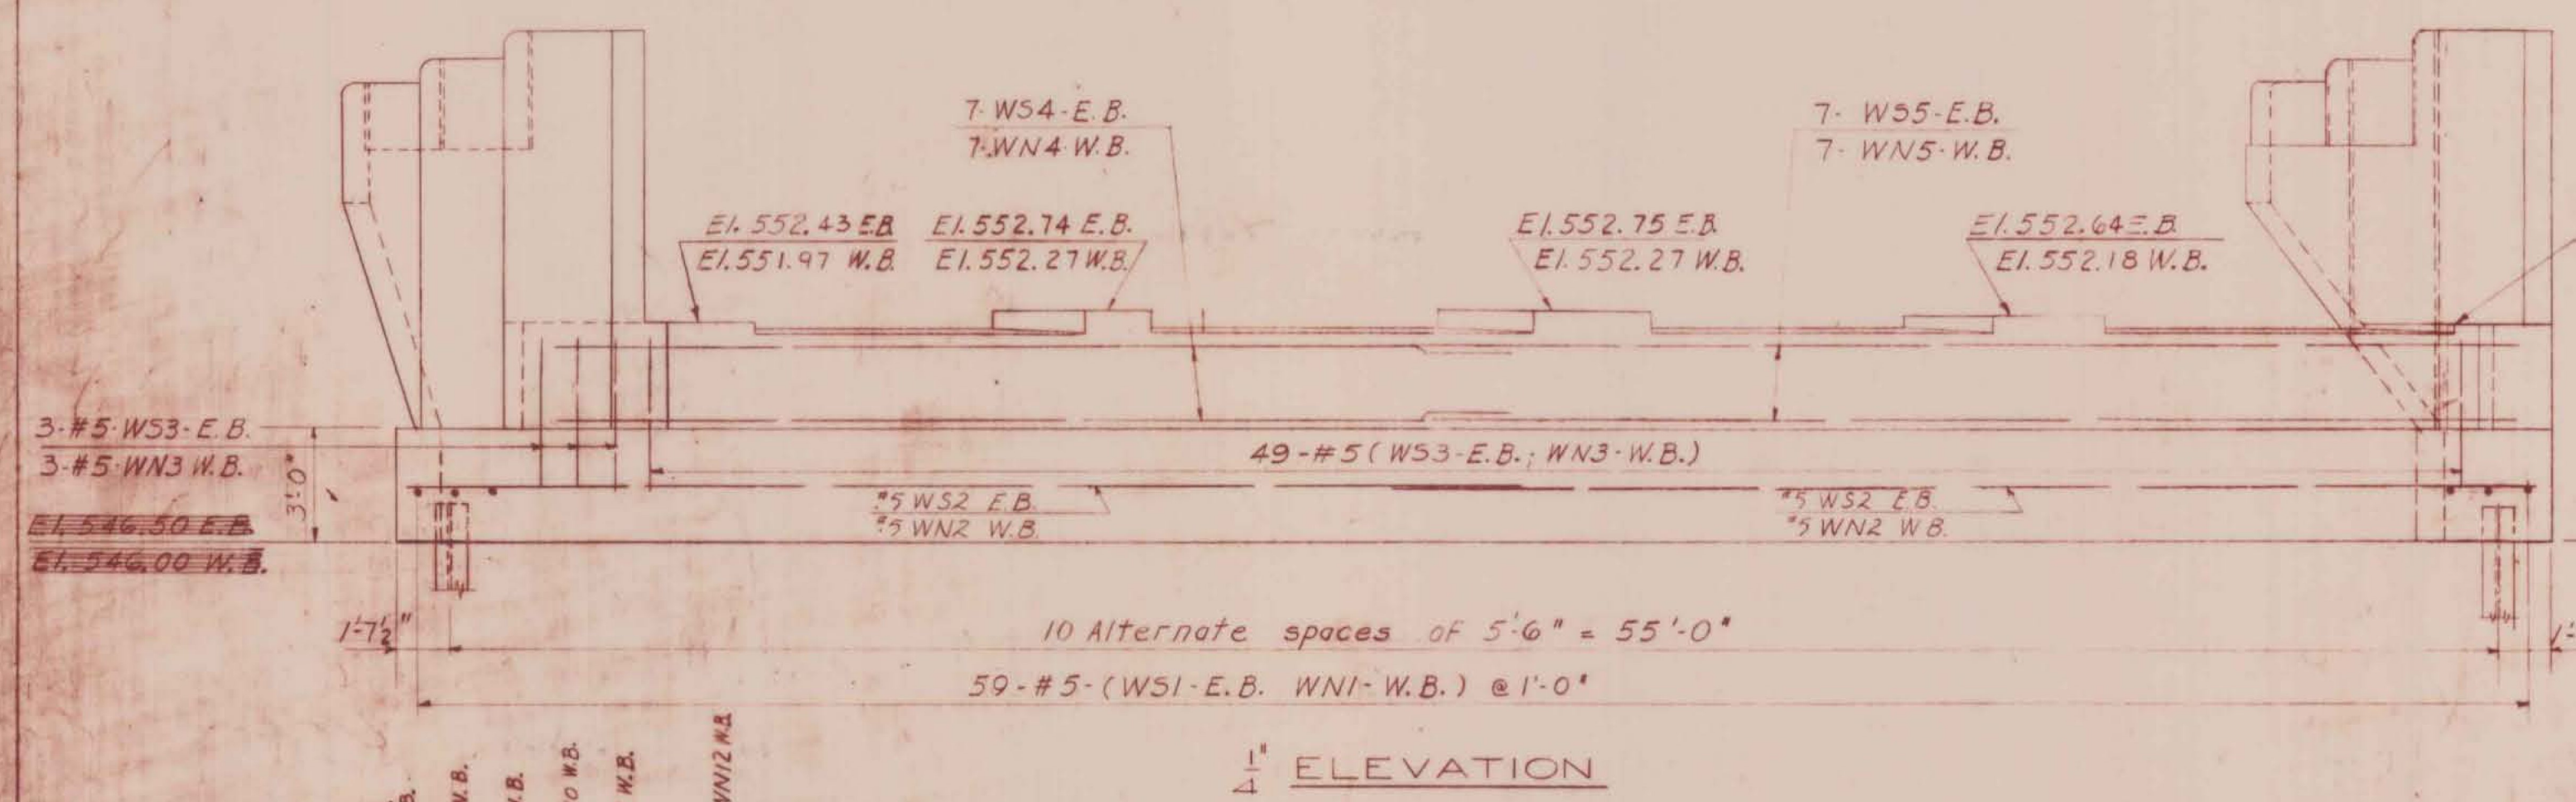 7-WS4-E.B.
7-WN4-W.B.
7- WS5-E.B.
7- WN5-W.B.
El. 552.43 E.B.
El. 551.97 W.B.
El. 552.74 E.B.
El. 552.27 W.B.
El. 552.75 E.B.
El. 552.27 W.B.
El. 552.64 E.B.
El. 552.18 W.B.
3-#5-WS3-E.B.
3-#5-WN3 W.B.
3'-0"
49-#5 (WS3-E.B.; WN3-W.B.)
El. 546.50 E.B.
El. 546.00 W.B.
#5 WS2 E.B.
#5 WN2 W.B.
#5 WS2 E.B.
#5 WN2 W.B.
1'-7½"
10 Alternate spaces of 5'-6" = 55'-0"
59-#5-(WS1-E.B. WN1-W.B.) @ 1'-0"
W.B.
W.B.
W.B.
WN12 W.B.
¼" ELEVATION